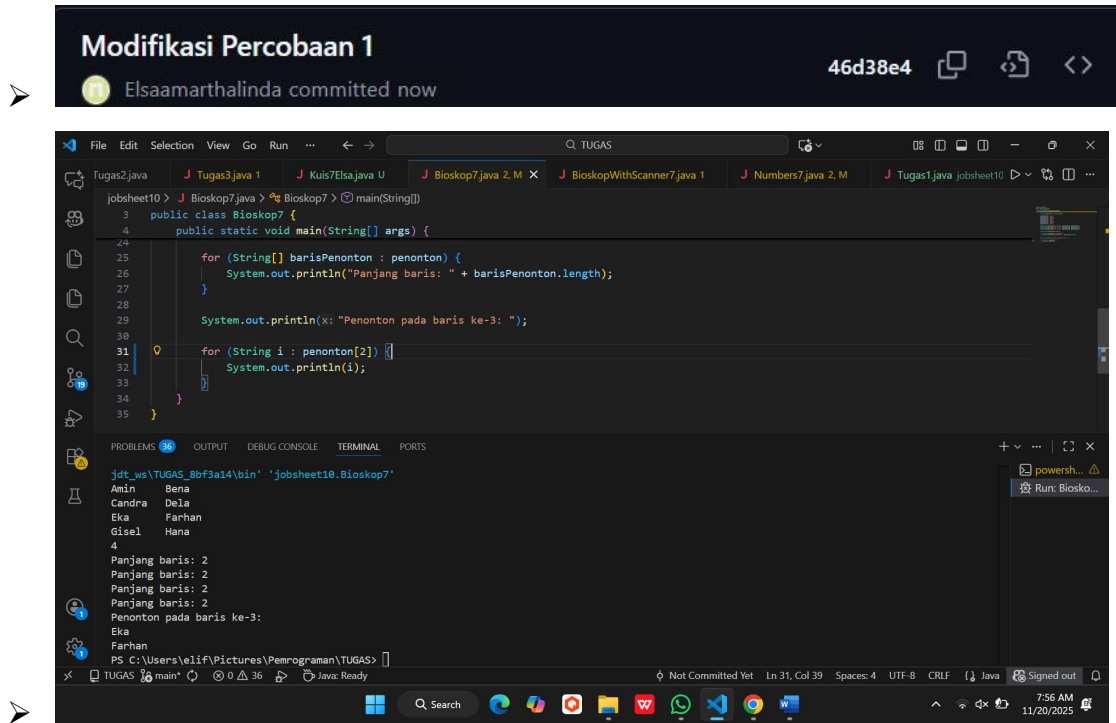 Modifikasi Percobaan 1
Elsaamarthalinda committed now
46d38e4
File Edit Selection View Go Run ... TUGAS
Tugas2.java J Tugas3.java 1 J Kuis7Elsa.java U J Bioskop7.java 2, M J BioskopWithScanner7.java 1 J Numbers7.java 2, M J Tugas1.java jobsheet10
jobsheet10 > J Bioskop7.java > Bioskop7 > main(String[])
3 public class Bioskop7 {
4 public static void main(String[] args) {
24
25 for (String[] barisPenonton : penonton) {
26 System.out.println("Panjang baris: " + barisPenonton.length);
27 }
28
29 System.out.println(x: "Penonton pada baris ke-3: ");
30
31 for (String i : penonton[2]) {
32 System.out.println(i);
33 }
34 }
35 }
19
PROBLEMS 36 OUTPUT DEBUG CONSOLE TERMINAL PORTS
jdt_ws\TUGAS_8bf3a14\bin' 'jobsheet10.Bioskop7'
Amin Bena
Candra Dela
Eka Farhan
Gisel Hana
4
Panjang baris: 2
Panjang baris: 2
Panjang baris: 2
Panjang baris: 2
Penonton pada baris ke-3:
Eka
Farhan
PS C:\Users\elif\Pictures\Pemrograman\TUGAS>
powersh...
Run: Biosko...
1
1
TUGAS main* 0 36 Java: Ready Not Committed Yet Ln 31, Col 39 Spaces: 4 UTF-8 CRLF {} Java Signed out
Search
7:56 AM
11/20/2025